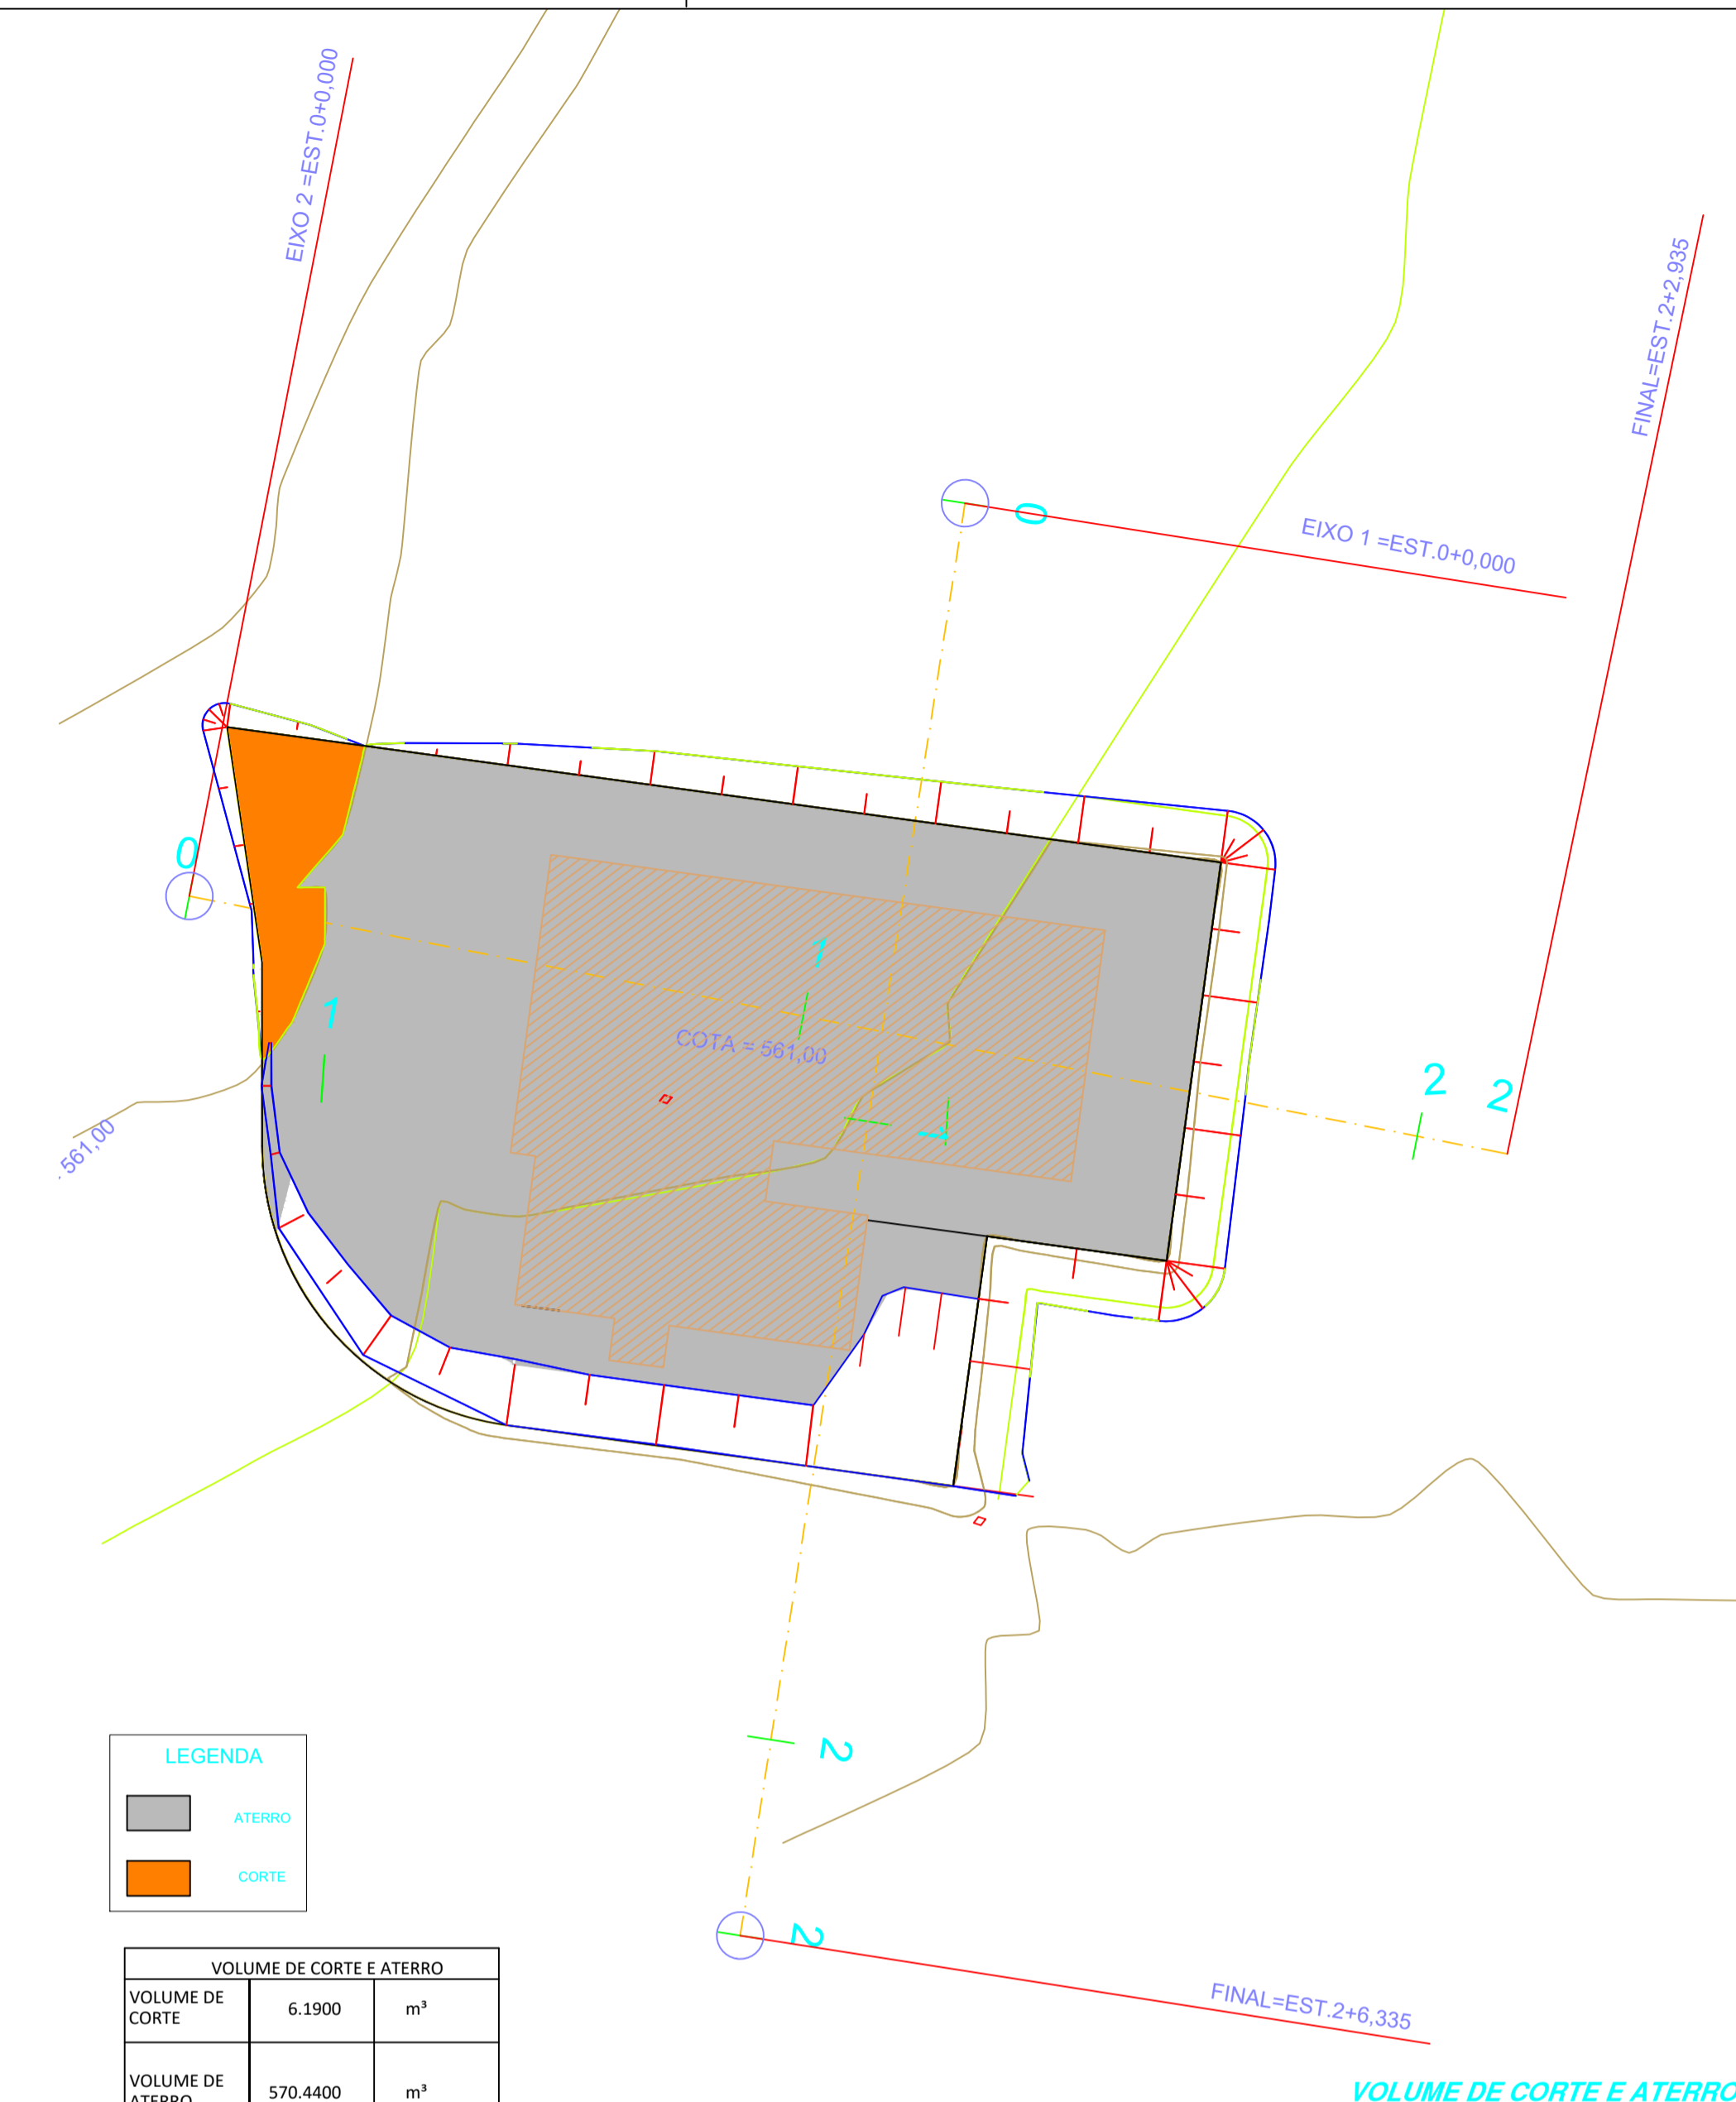 EIXO 2 =EST.0+0,000
FINAL=EST.2+2,935
0
EIXO 1 =EST.0+0,000
0
1
1
COTA = 561,00
1
2
2
561,00
2
LEGENDA
ATERRO
CORTE
2
FINAL=EST.2+6,335
VOLUME DE CORTE E ATERRO
VOLUME DE
CORTE
6.1900
m³
VOLUME DE
ATERRO
570.4400
m³
VOLUME DE CORTE E ATERRO